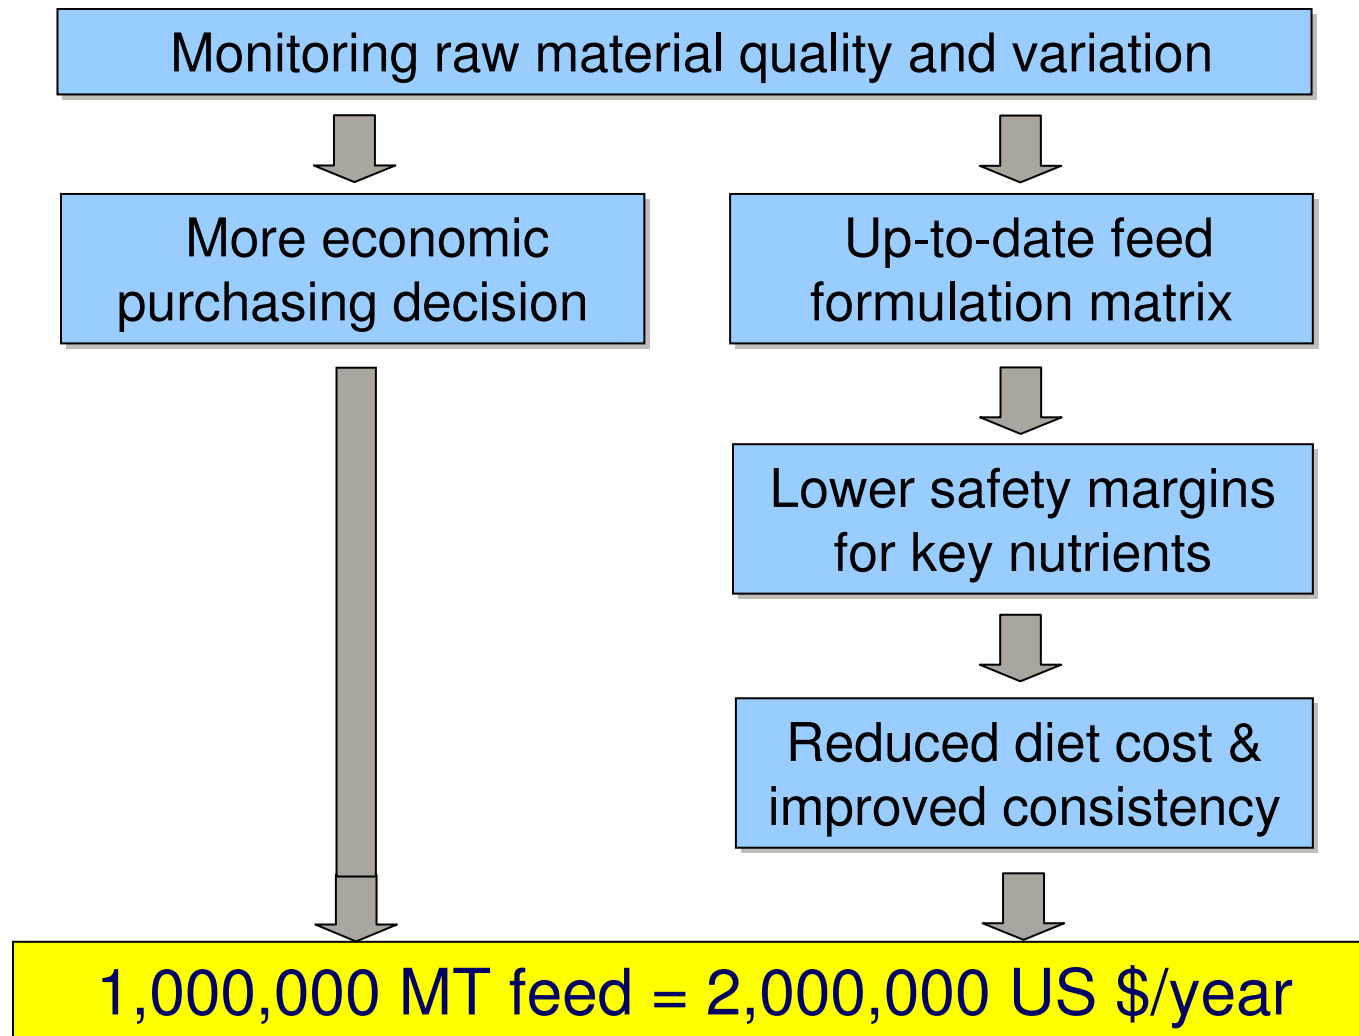 Monitoring raw material quality and variation
More economic
purchasing decision
Up-to-date feed
formulation matrix
Lower safety margins
for key nutrients
Reduced diet cost &
improved consistency
1,000,000 MT feed = 2,000,000 US $/year